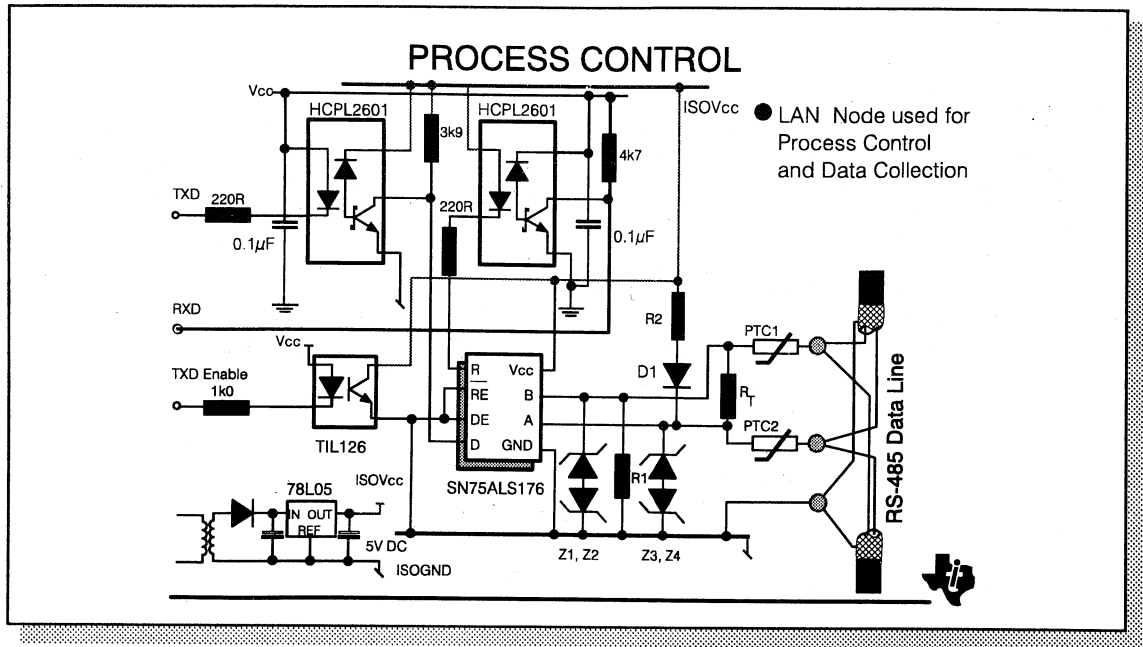 PROCESS CONTROL
Vcc
ISOVcc
HCPL2601
HCPL2601
3k9
4k7
● LAN Node used for
Process Control
and Data Collection
TXD
220R
220R
0.1µF
0.1µF
RXD
R2
PTC1
Vcc
D1
TXD Enable
1k0
R
Vcc
RE
B
DE
A
D
GND
RT
PTC2
TIL126
SN75ALS176
R1
RS-485 Data Line
78L05
ISOVcc
IN OUT
REF
5V DC
ISOGND
Z1, Z2
Z3, Z4